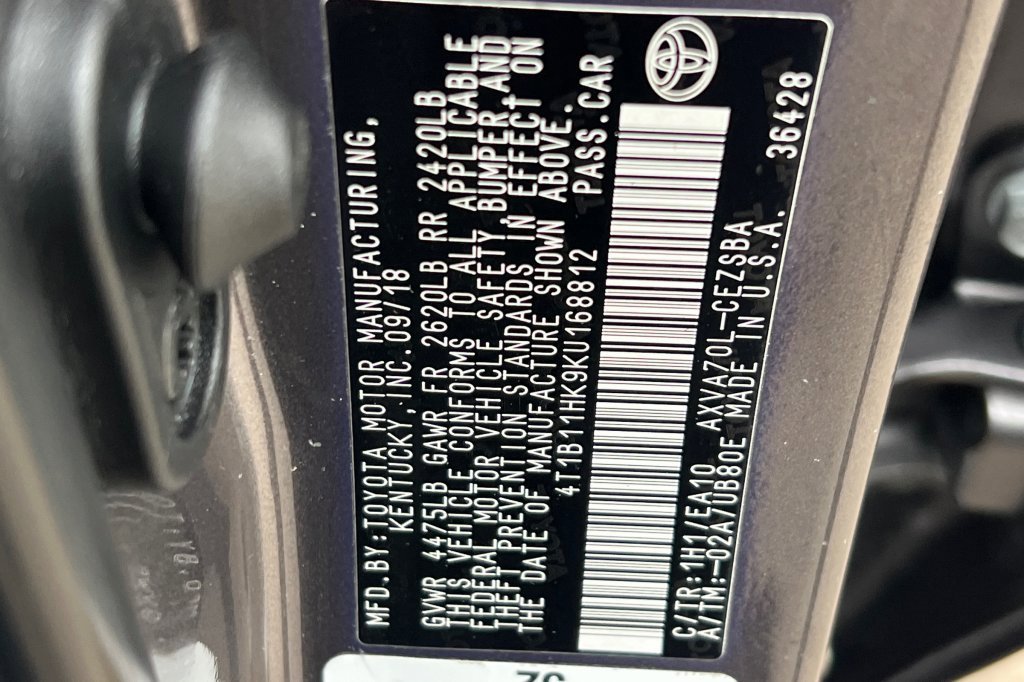 MFD.BY:TOYOTA MOTOR MANUFACTURING,
KENTUCKY,INC.09/18
GVWR 4475LB GAWR FR 2620LB RR 2420LB
THIS VEHICLE CONFORMS TO ALL APPLICABLE
FEDERAL MOTOR VEHICLE SAFETY,BUMPER,AND
THEFT PREVENTION STANDARDS IN EFFECT ON
THE DATE OF MANUFACTURE SHOWN ABOVE.
4T1B11HK9KU168812 PASS.CAR
C/TR:1H1/EA10 AXVA70L-CEZSBA
A/TM:-02A/UB80E MADE IN U.S.A. 36428